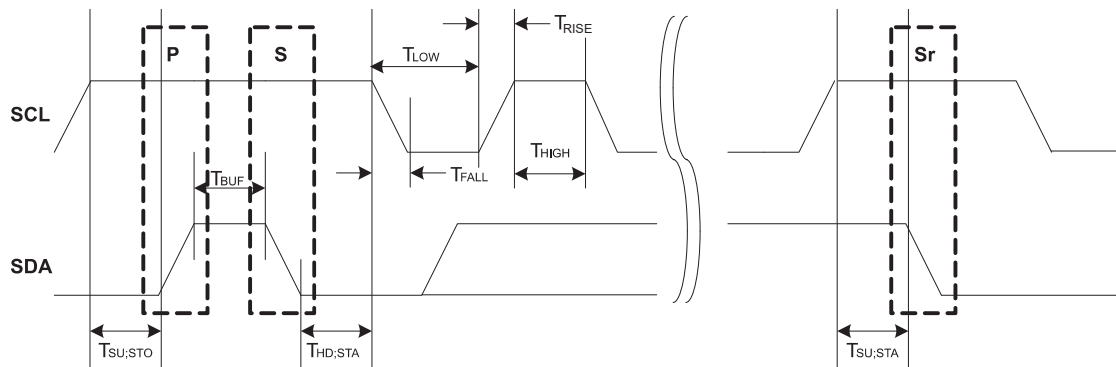 P
S
Sr
TRISE
TLOW
SCL
THIGH
TBUF
TFALL
SDA
TSU;STO
THD;STA
TSU;STA